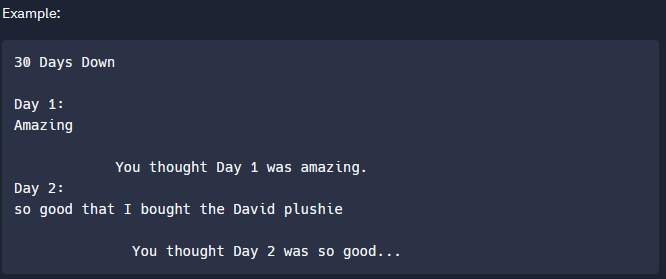 Example:
30 Days Down
Day 1:
Amazing
You thought Day 1 was amazing.
Day 2:
so good that I bought the David plushie
You thought Day 2 was so good...